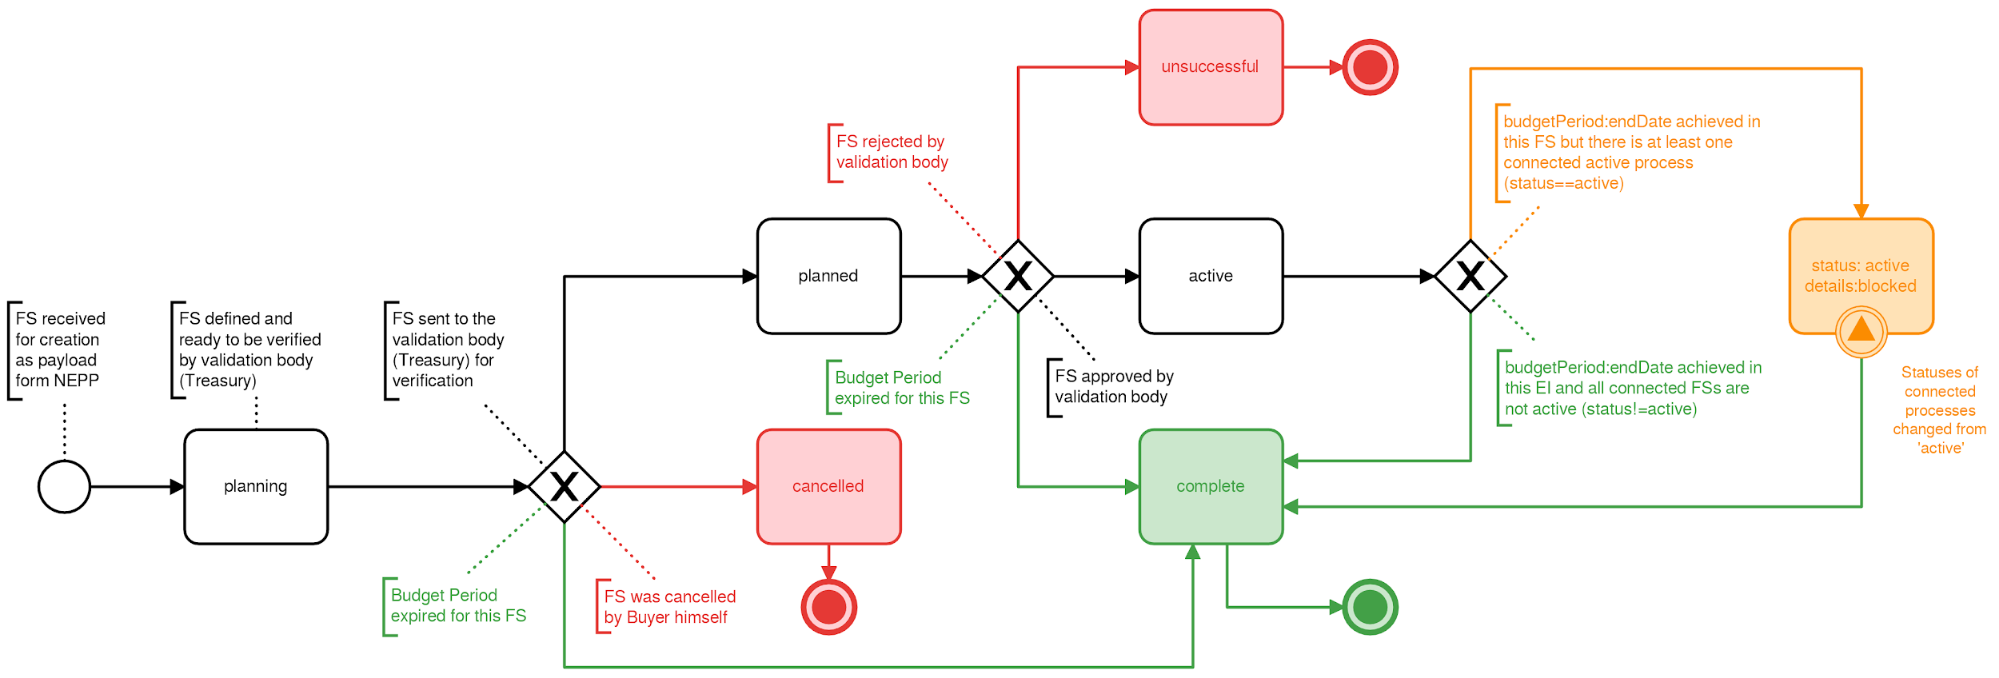 unsuccessful
FS rejected by
validation body
budgetPeriod:endDate achieved in
this FS but there is at least one
connected active process
(status==active)
planned
X
active
X
status: active
details:blocked
FS received
for creation
as payload
form NEPP
FS defined and
ready to be verified
by validation body
(Treasury)
FS sent to the
validation body
(Treasury) for
verification
Budget Period
expired for this FS
FS approved by
validation body
budgetPeriod:endDate achieved in
this EI and all connected FSs are
not active (status!=active)
Statuses of
connected
processes
changed from
'active'
planning
X
cancelled
complete
Budget Period
expired for this FS
FS was cancelled
by Buyer himself